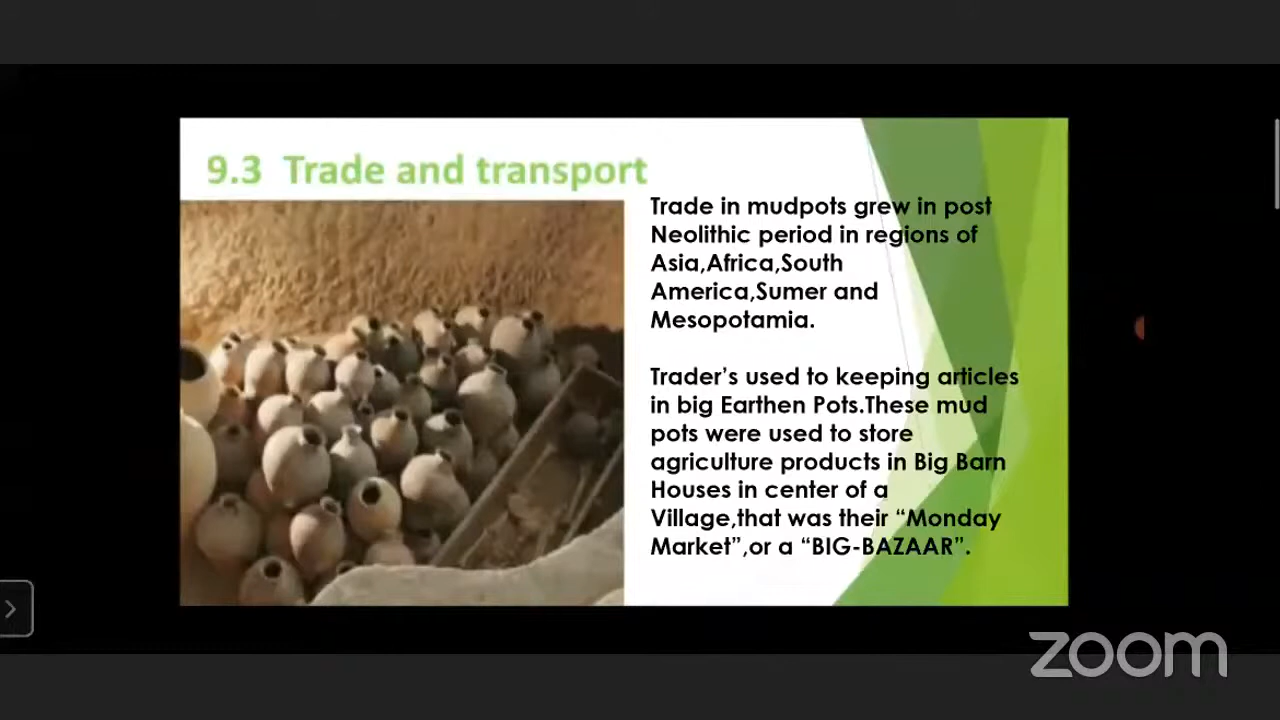 9.3 Trade and transport
Trade in mudpots grew in post
Neolithic period in regions of
Asia,Africa,South
America,Sumer and
Mesopotamia.
Trader’s used to keeping articles
in big Earthen Pots.These mud
pots were used to store
agriculture products in Big Barn
Houses in center of a
Village,that was their “Monday
Market”,or a “BIG-BAZAAR”.
zoom